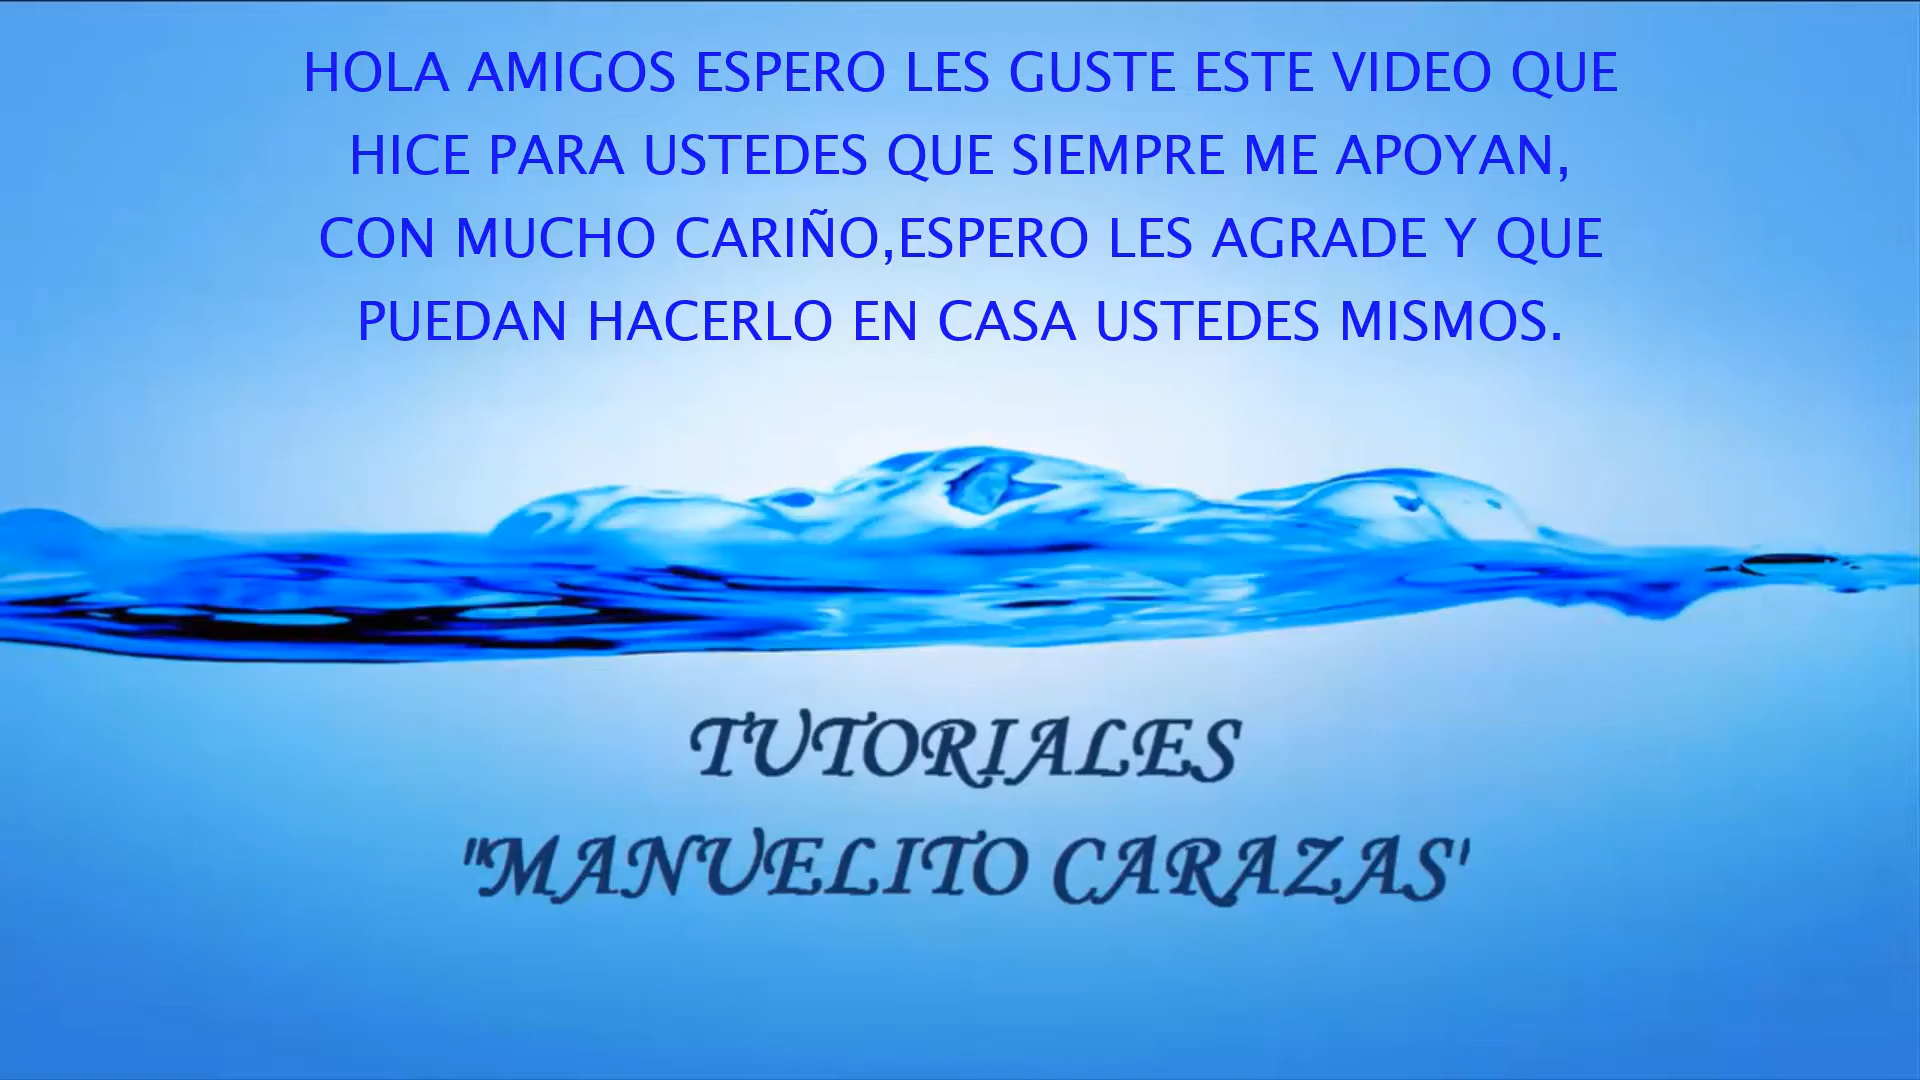 HOLA AMIGOS ESPERO LES GUSTE ESTE VIDEO QUE
HICE PARA USTEDES QUE SIEMPRE ME APOYAN,
CON MUCHO CARIÑO,ESPERO LES AGRADE Y QUE
PUEDAN HACERLO EN CASA USTEDES MISMOS.
TUTORIALES
"MANUELITO CARAZAS'